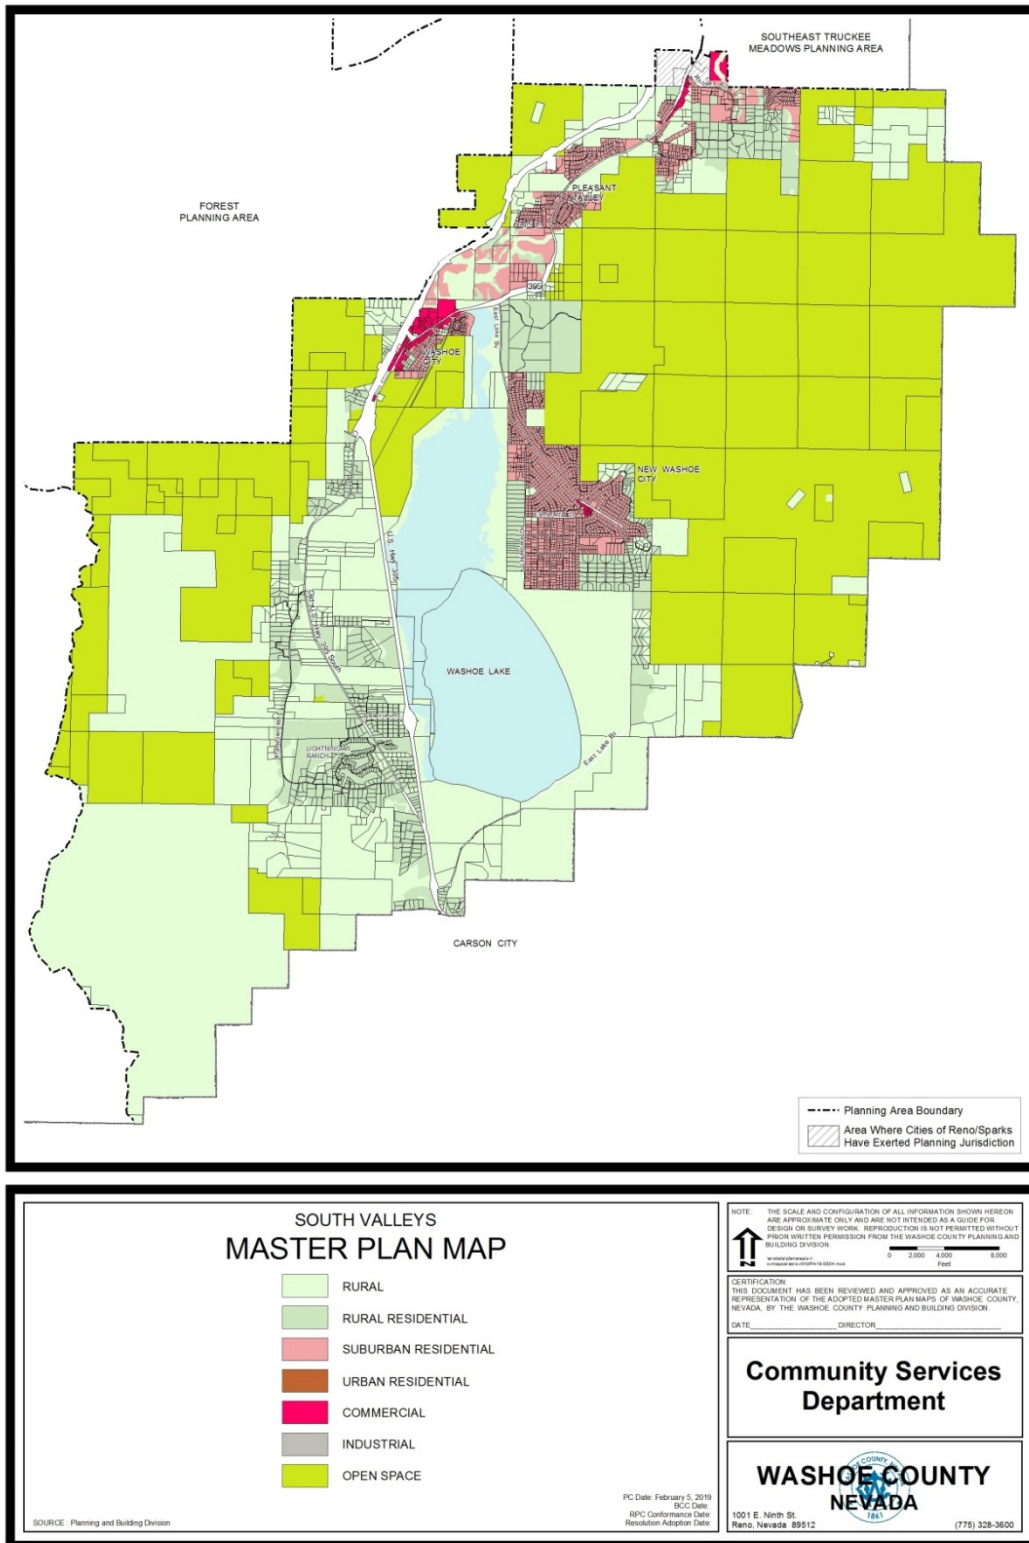 SOUTHEAST TRUCKEE
MEADOWS PLANNING AREA
FOREST
PLANNING AREA
PLEASANT
VALLEY
395
East Lake Bv
WASHOE
CITY
NEW WASHOE
CITY
U.S. Hwy 395
Old U.S. Hwy 395 South
WASHOE LAKE
LIGHTNING W
RANCH
East Lake Bv
CARSON CITY
Planning Area Boundary
Area Where Cities of Reno/Sparks
Have Exerted Planning Jurisdiction
SOUTH VALLEYS
MASTER PLAN MAP
RURAL
RURAL RESIDENTIAL
SUBURBAN RESIDENTIAL
URBAN RESIDENTIAL
COMMERCIAL
INDUSTRIAL
OPEN SPACE
SOURCE : Planning and Building Division
PC Date: February 5, 2019
BCC Date:
RPC Conformance Date:
Resolution Adoption Date:
NOTE: THE SCALE AND CONFIGURATION OF ALL INFORMATION SHOWN HEREON
ARE APPROXIMATE ONLY AND ARE NOT INTENDED AS A GUIDE FOR
DESIGN OR SURVEY WORK. REPRODUCTION IS NOT PERMITTED WITHOUT
PRIOR WRITTEN PERMISSION FROM THE WASHOE COUNTY PLANNING AND
BUILDING DIVISION.
N
0 2,000 4,000 8,000
Feet
CERTIFICATION:
THIS DOCUMENT HAS BEEN REVIEWED AND APPROVED AS AN ACCURATE
REPRESENTATION OF THE ADOPTED MASTER PLAN MAPS OF WASHOE COUNTY,
NEVADA, BY THE WASHOE COUNTY PLANNING AND BUILDING DIVISION.
DATE____________________ DIRECTOR______________________________
Community Services
Department
WASHOE COUNTY
NEVADA
1861
1001 E. Ninth St.
Reno, Nevada 89512
(775) 328-3600